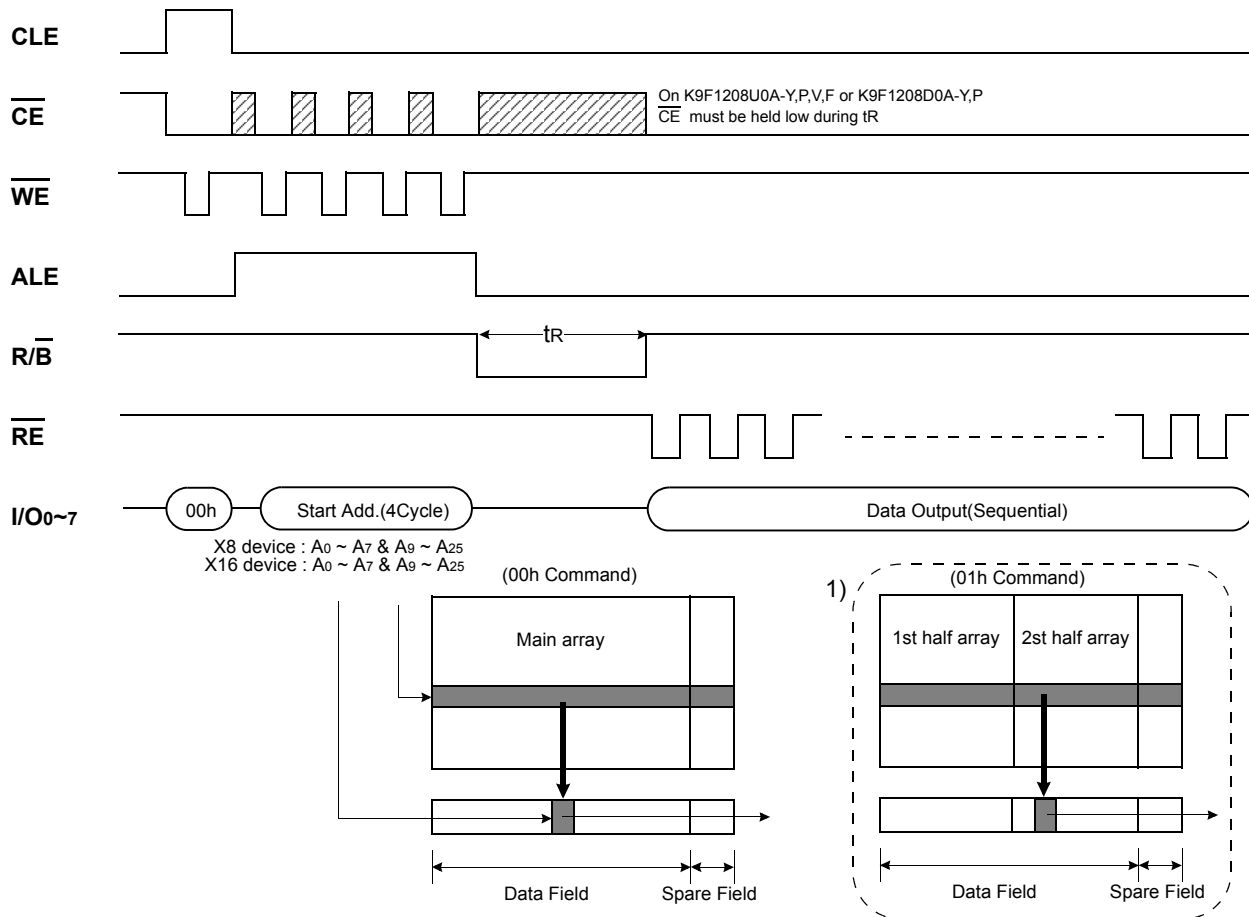 CLE
CE
On K9F1208U0A-Y,P,V,F or K9F1208D0A-Y,P
CE must be held low during tR
WE
ALE
R/B
tR
RE
I/O0~7
00h
Start Add.(4Cycle)
Data Output(Sequential)
X8 device : A0 ~ A7 & A9 ~ A25
X16 device : A0 ~ A7 & A9 ~ A25
(00h Command)
Main array
Data Field
Spare Field
1)
(01h Command)
1st half array
2st half array
Data Field
Spare Field